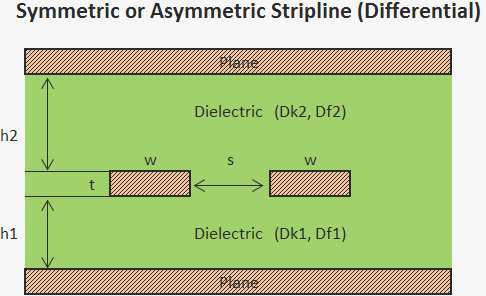 Symmetric or Asymmetric Stripline (Differential)
Plane
Dielectric (Dk2, Df2)
h2
w s w
t
h1
Dielectric (Dk1, Df1)
Plane